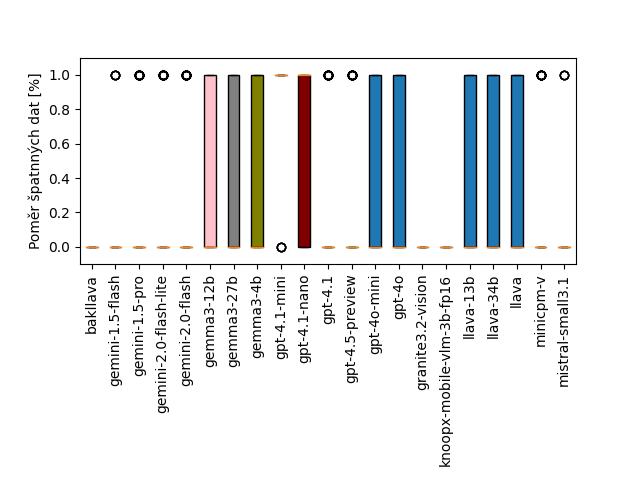 Poměr špatnných dat [%]
1.0
0.8
0.6
0.4
0.2
0.0
bakllava
gemini-1.5-flash
gemini-1.5-pro
gemini-2.0-flash-lite
gemini-2.0-flash
gemma3-12b
gemma3-27b
gemma3-4b
gpt-4.1-mini
gpt-4.1-nano
gpt-4.1
gpt-4.5-preview
gpt-4o-mini
gpt-4o
granite3.2-vision
knoopx-mobile-vlm-3b-fp16
llava-13b
llava-34b
llava
minicpm-v
mistral-small3.1